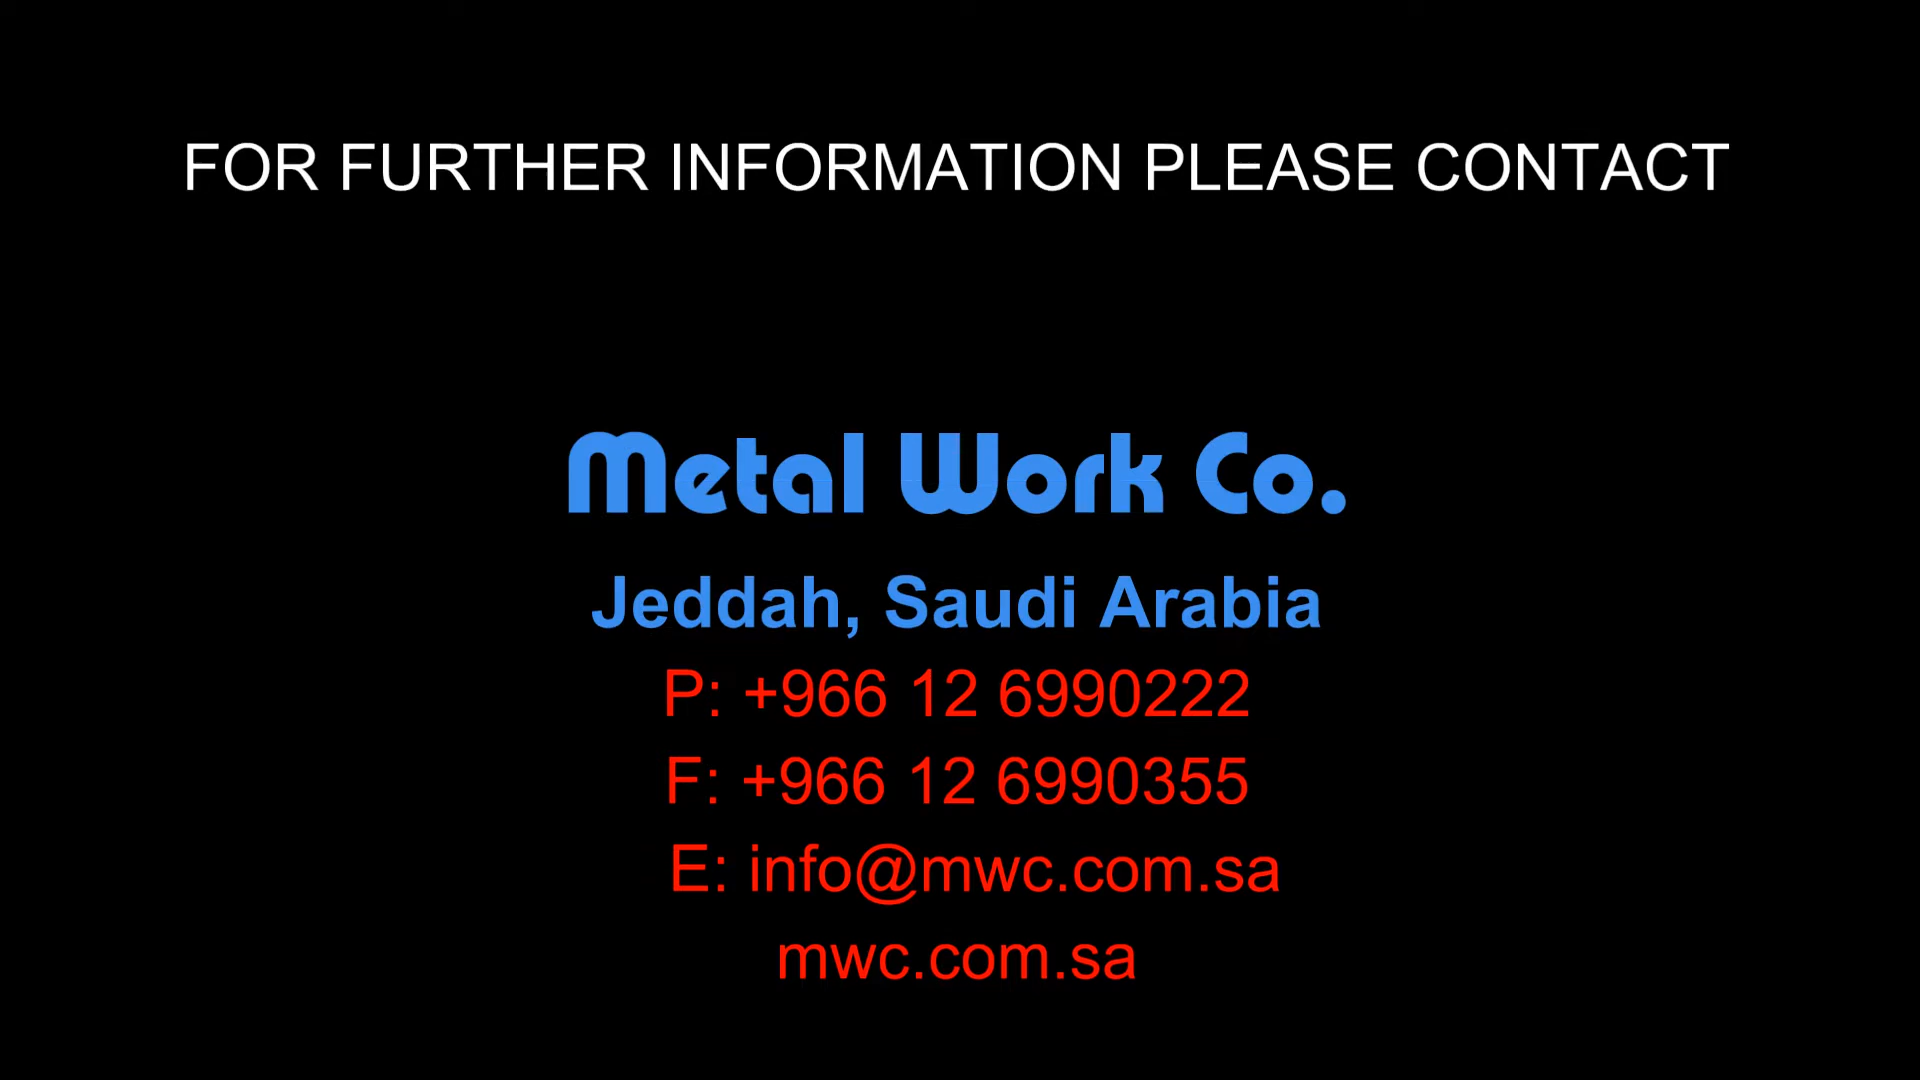 FOR FURTHER INFORMATION PLEASE CONTACT
Metal Work Co.
Jeddah, Saudi Arabia
P: +966 12 6990222
F: +966 12 6990355
E: info@mwc.com.sa
mwc.com.sa